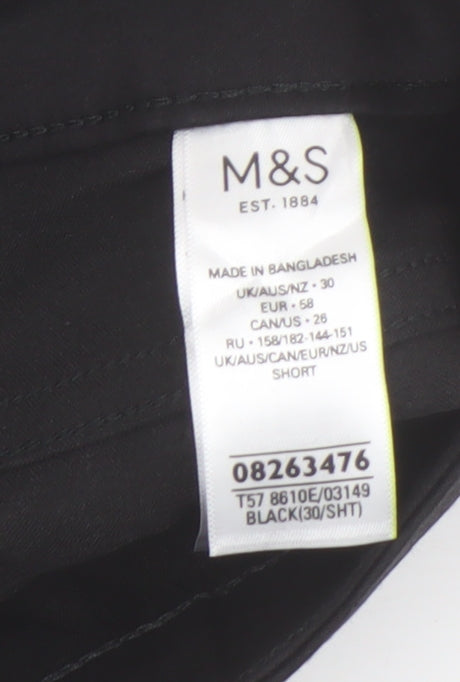 M&S
EST. 1884
MADE IN BANGLADESH
UK/AUS/NZ • 30
EUR • 58
CAN/US • 26
RU • 158/182-144-151
UK/AUS/CAN/EUR/NZ/US
SHORT
08263476
T57 8610E/03149
BLACK(30/SHT)